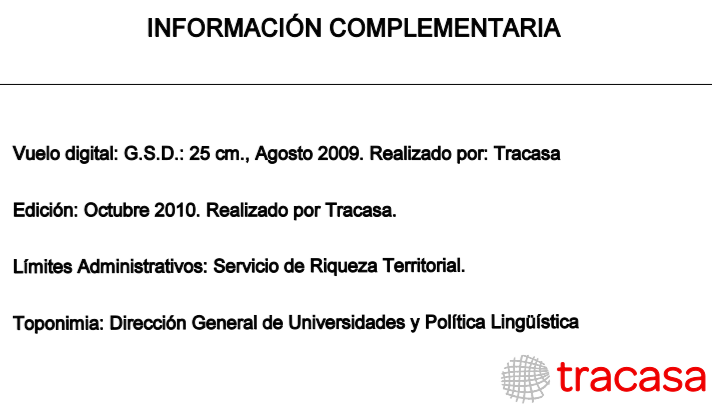 INFORMACIÓN COMPLEMENTARIA
Vuelo digital: G.S.D.: 25 cm., Agosto 2009. Realizado por: Tracasa
Edición: Octubre 2010. Realizado por Tracasa.
Límites Administrativos: Servicio de Riqueza Territorial.
Toponimia: Dirección General de Universidades y Política Lingüística
tracasa